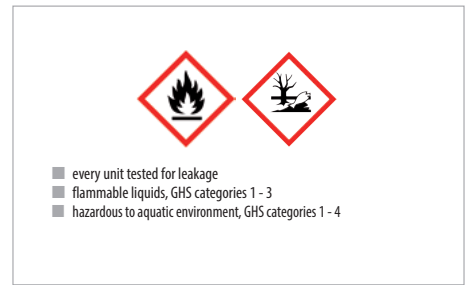 every unit tested for leakage
flammable liquids, GHS categories 1 - 3
hazardous to aquatic environment, GHS categories 1 - 4